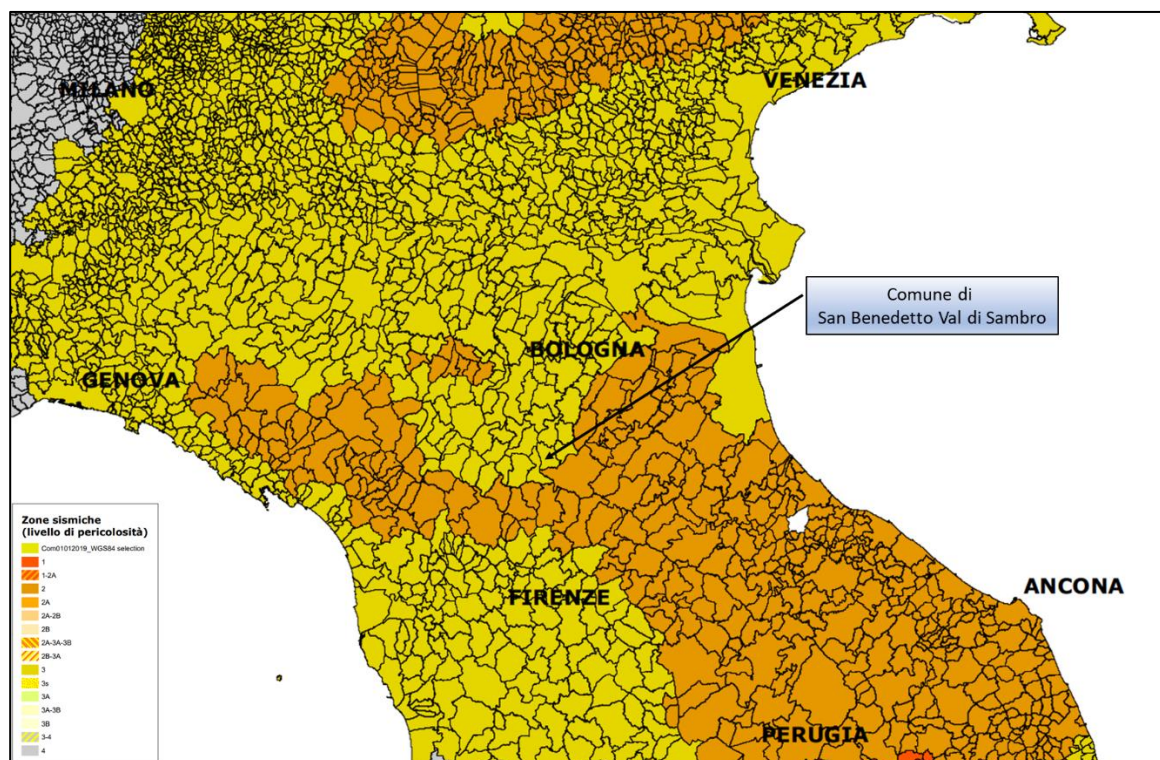 MILANO
VENEZIA
Comune di
San Benedetto Val di Sambro
BOLOGNA
GENOVA
Zone sismiche
(livello di pericolosità)
Com01012019_WGS84 selection
1
1-2A
2
2A
2A-2B
2B
2A-3A-3B
2B-3A
3
3s
3A
3A-3B
3B
3-4
4
FIRENZE
ANCONA
PERUGIA